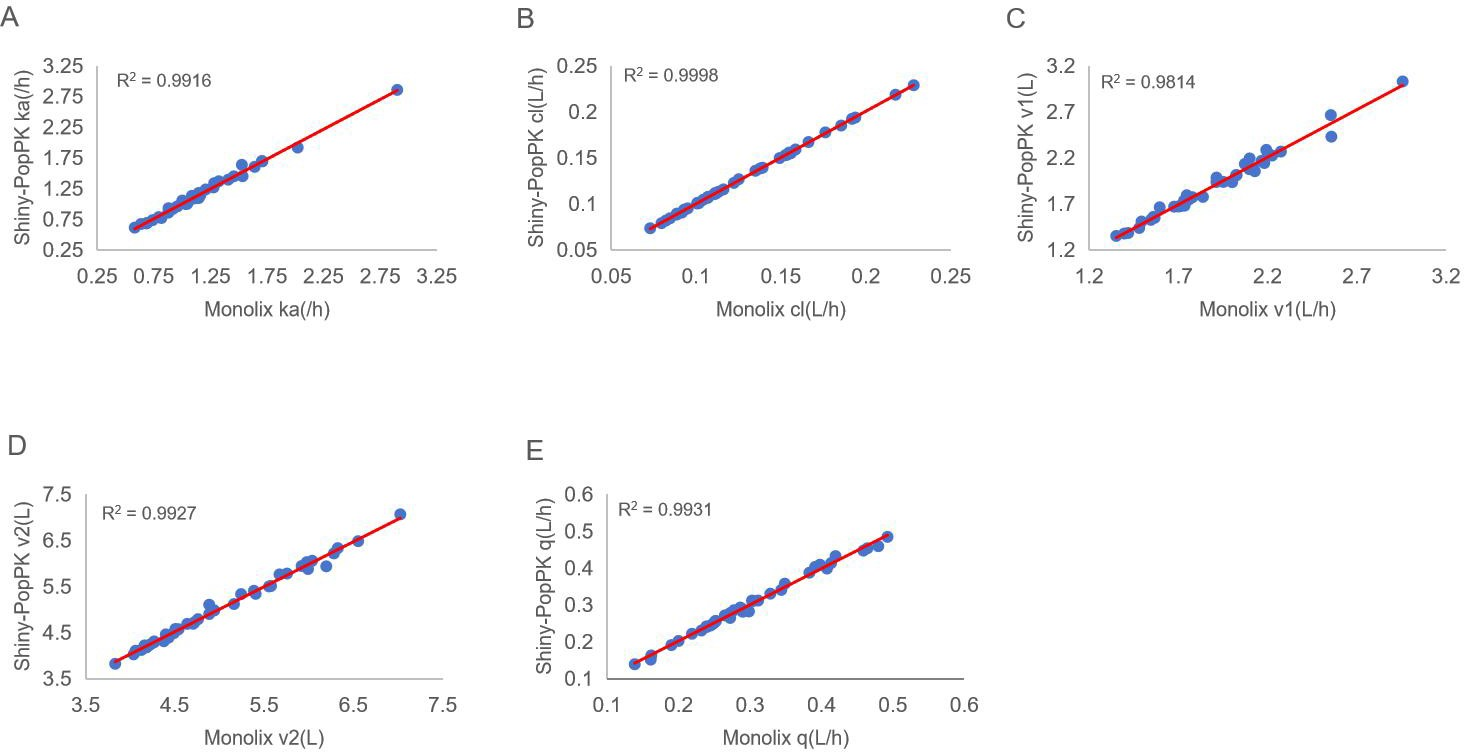 A
Shiny-PopPK ka(/h)
3.25
2.75
2.25
1.75
1.25
0.75
0.25
R² = 0.9916
0.25 0.75 1.25 1.75 2.25 2.75 3.25
Monolix ka(/h)
B
Shiny-PopPK cl(L/h)
0.25
0.2
0.15
0.1
0.05
R² = 0.9998
0.05 0.1 0.15 0.2 0.25
Monolix cl(L/h)
C
Shiny-PopPK v1(L)
3.2
2.7
2.2
1.7
1.2
R² = 0.9814
1.2 1.7 2.2 2.7 3.2
Monolix v1(L/h)
D
Shiny-PopPK v2(L)
7.5
6.5
5.5
4.5
3.5
R² = 0.9927
3.5 4.5 5.5 6.5 7.5
Monolix v2(L)
E
Shiny-PopPK q(L/h)
0.6
0.5
0.4
0.3
0.2
0.1
R² = 0.9931
0.1 0.2 0.3 0.4 0.5 0.6
Monolix q(L/h)